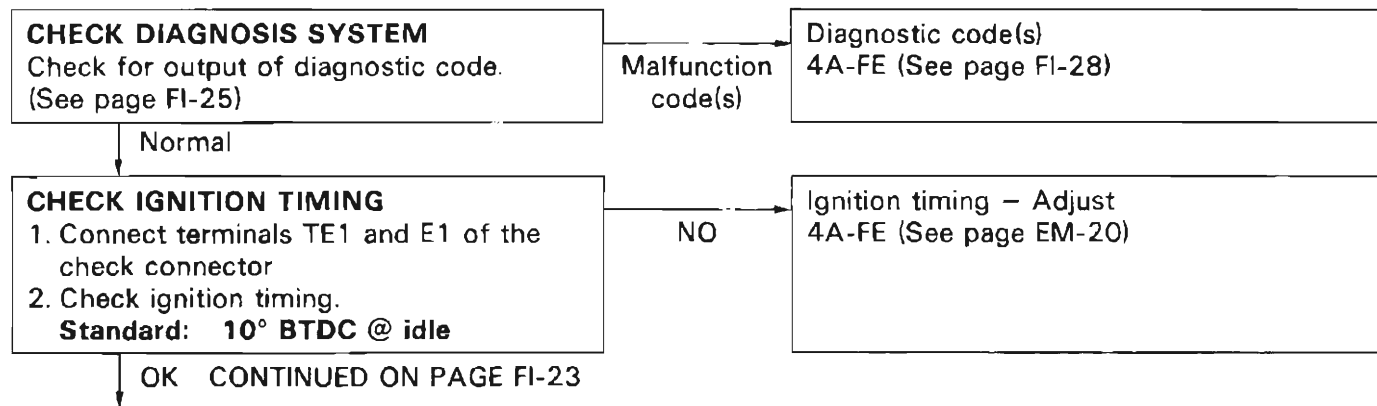 CHECK DIAGNOSIS SYSTEM
Check for output of diagnostic code.
(See page FI-25)
Malfunction
code(s)
Diagnostic code(s)
4A-FE (See page FI-28)
Normal
CHECK IGNITION TIMING
1. Connect terminals TE1 and E1 of the
check connector
2. Check ignition timing.
Standard: 10° BTDC @ idle
NO
Ignition timing – Adjust
4A-FE (See page EM-20)
OK CONTINUED ON PAGE FI-23